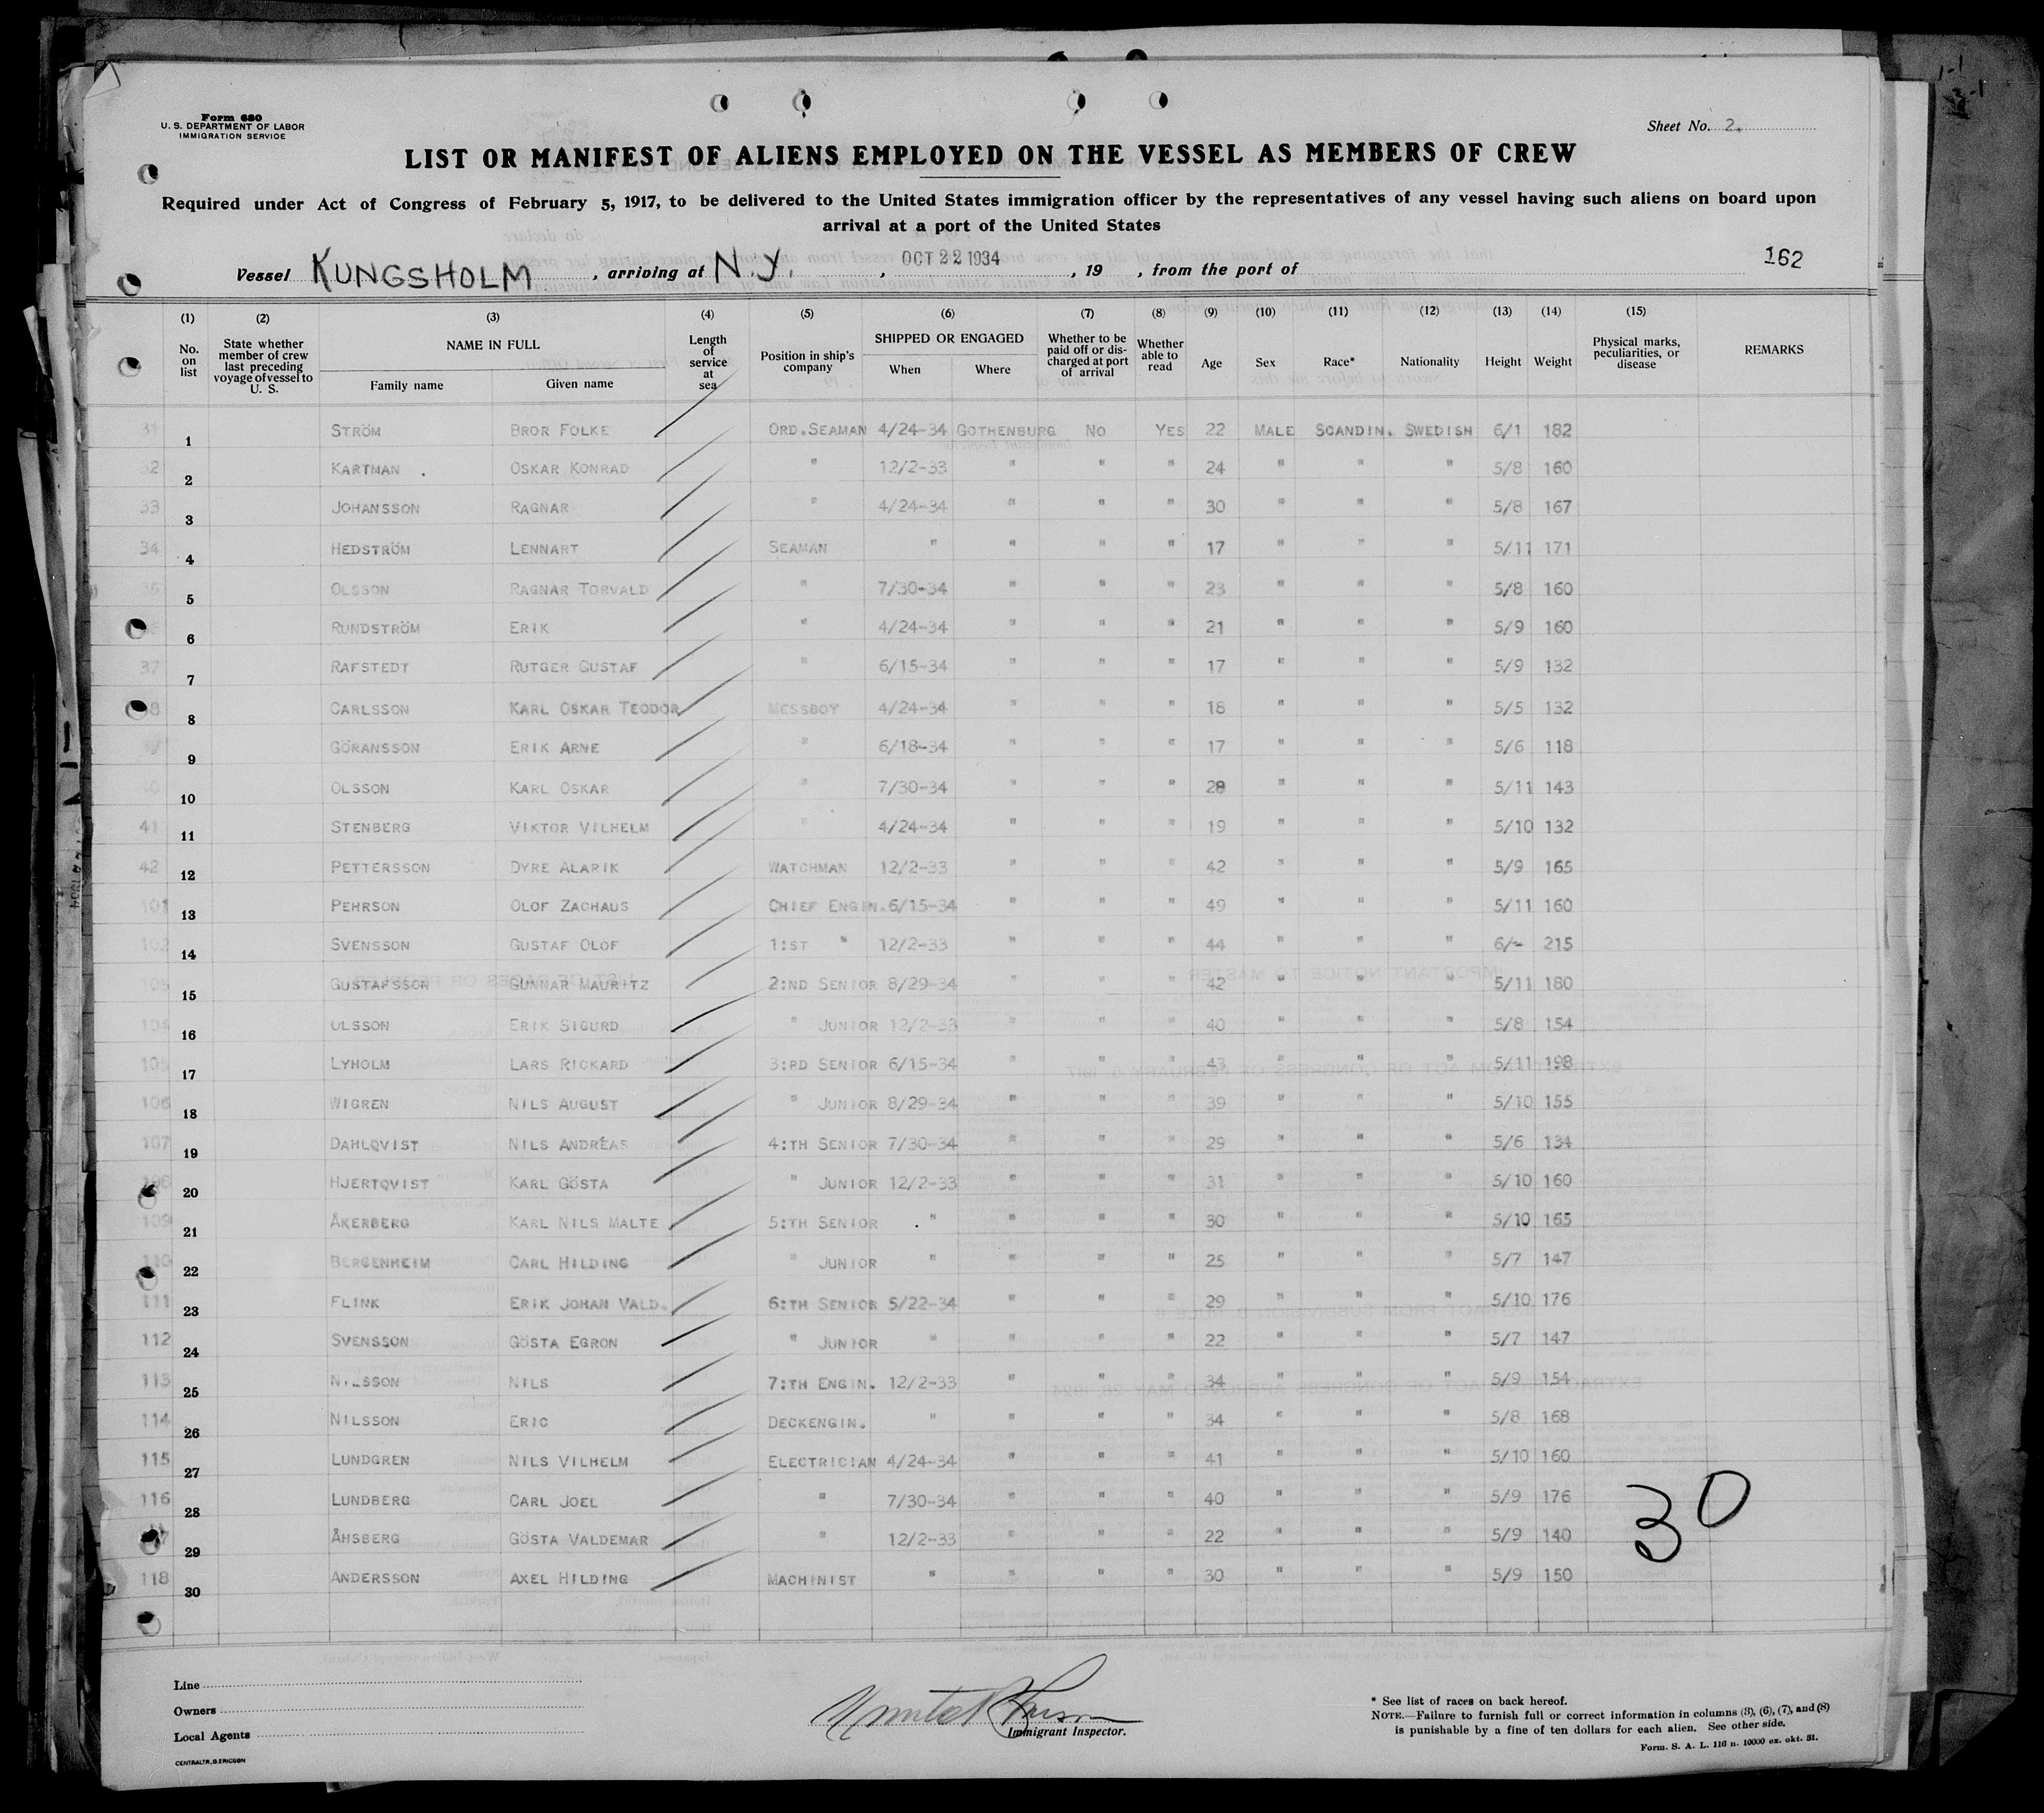 Form 680
U. S. DEPARTMENT OF LABOR
IMMIGRATION SERVICE
Sheet No. 2.
LIST OR MANIFEST OF ALIENS EMPLOYED ON THE VESSEL AS MEMBERS OF CREW
Required under Act of Congress of February 5, 1917, to be delivered to the United States immigration officer by the representatives of any vessel having such aliens on board upon
arrival at a port of the United States
Vessel KUNGSHOLM, arriving at N.Y., OCT 22 1934, 19 , from the port of 162
(1) (2) (3) (4) (5) (6) (7) (8) (9) (10) (11) (12) (13) (14) (15)
No. on list State whether member of crew last preceding voyage of vessel to U. S. NAME IN FULL Family name Given name Length of service at sea Position in ship's company SHIPPED OR ENGAGED When Where Whether to be paid off or discharged at port of arrival Whether able to read Age Sex Race* Nationality Height Weight Physical marks, peculiarities, or disease REMARKS
31 1 STRÖM BROR FOLKE ORD.SEAMAN 4/24-34 GOTHENBURG NO YES 22 MALE SCANDIN. SWEDISH 6/1 182
32 2 KARTMAN . OSKAR KONRAD " 12/2-33 " " " 24 " " " 5/8 160
33 3 JOHANSSON RAGNAR " 4/24-34 " " " 30 " " " 5/8 167
34 4 HEDSTRÖM LENNART SEAMAN " " " " 17 " " " 5/11 171
5 OLSSON RAGNAR TORVALD " 7/30-34 " " " 23 " " " 5/8 160
6 RUNDSTRÖM ERIK " 4/24-34 " " " 21 " " " 5/9 160
37 7 RAFSTEDT RUTGER GUSTAF " 6/15-34 " " " 17 " " " 5/9 132
8 CARLSSON KARL OSKAR TEODOR MESSBOY 4/24-34 " " " 18 " " " 5/5 132
9 GÖRANSSON ERIK ARNE " 6/18-34 " " " 17 " " " 5/6 118
10 OLSSON KARL OSKAR " 7/30-34 " " " 28 " " " 5/11 143
41 11 STENBERG VIKTOR VILHELM " 4/24-34 " " " 19 " " " 5/10 132
42 12 PETTERSSON DYRE ALARIK WATCHMAN 12/2-33 " " " 42 " " " 5/9 165
101 13 PEHRSON OLOF ZACHAUS CHIEF ENGIN. 6/15-34 " " " 49 " " " 5/11 160
102 14 SVENSSON GUSTAF OLOF 1:ST " 12/2-33 " " " 44 " " " 6/- 215
15 GUSTAFSSON GUNNAR MAURITZ 2:ND SENIOR 8/29-34 " " " 42 " " " 5/11 180
104 16 OLSSON ERIK SIGURD " JUNIOR 12/2-33 " " " 40 " " " 5/8 154
105 17 LYHOLM LARS RICKARD 3:RD SENIOR 6/15-34 " " " 43 " " " 5/11 198
106 18 WIGREN NILS AUGUST " JUNIOR 8/29-34 " " " 39 " " " 5/10 155
107 19 DAHLQVIST NILS ANDREAS 4:TH SENIOR 7/30-34 " " " 29 " " " 5/6 134
20 HJERTQVIST KARL GÖSTA " JUNIOR 12/2-33 " " " 31 " " " 5/10 160
109 21 ÅKERBERG KARL NILS MALTE 5:TH SENIOR " " " " 30 " " " 5/10 165
110 22 BERGENHEIM CARL HILDING " JUNIOR " " " " 25 " " " 5/7 147
111 23 FLINK ERIK JOHAN VALD. 6:TH SENIOR 5/22-34 " " " 29 " " " 5/10 176
112 24 SVENSSON GÖSTA EGRON " JUNIOR " " " " 22 " " " 5/7 147
113 25 NILSSON NILS 7:TH ENGIN. 12/2-33 " " " 34 " " " 5/9 154
114 26 NILSSON ERIC DECKENGIN. " " " " 34 " " " 5/8 168
115 27 LUNDGREN NILS VILHELM ELECTRICIAN 4/24-34 " " " 41 " " " 5/10 160
116 28 LUNDBERG CARL JOEL " 7/30-34 " " " 40 " " " 5/9 176
29 ÅHSBERG GÖSTA VALDEMAR " 12/2-33 " " " 22 " " " 5/9 140
118 30 ANDERSSON AXEL HILDING MACHINIST " " " " 30 " " " 5/9 150
30
Line
Owners
Local Agents
CENTRALTR, G. ERICSON
Immigrant Inspector.
* See list of races on back hereof.
NOTE.—Failure to furnish full or correct information in columns (3), (6), (7), and (8)
is punishable by a fine of ten dollars for each alien. See other side.
Form. S. A. L. 116 n. 10000 ex. okt. 31.